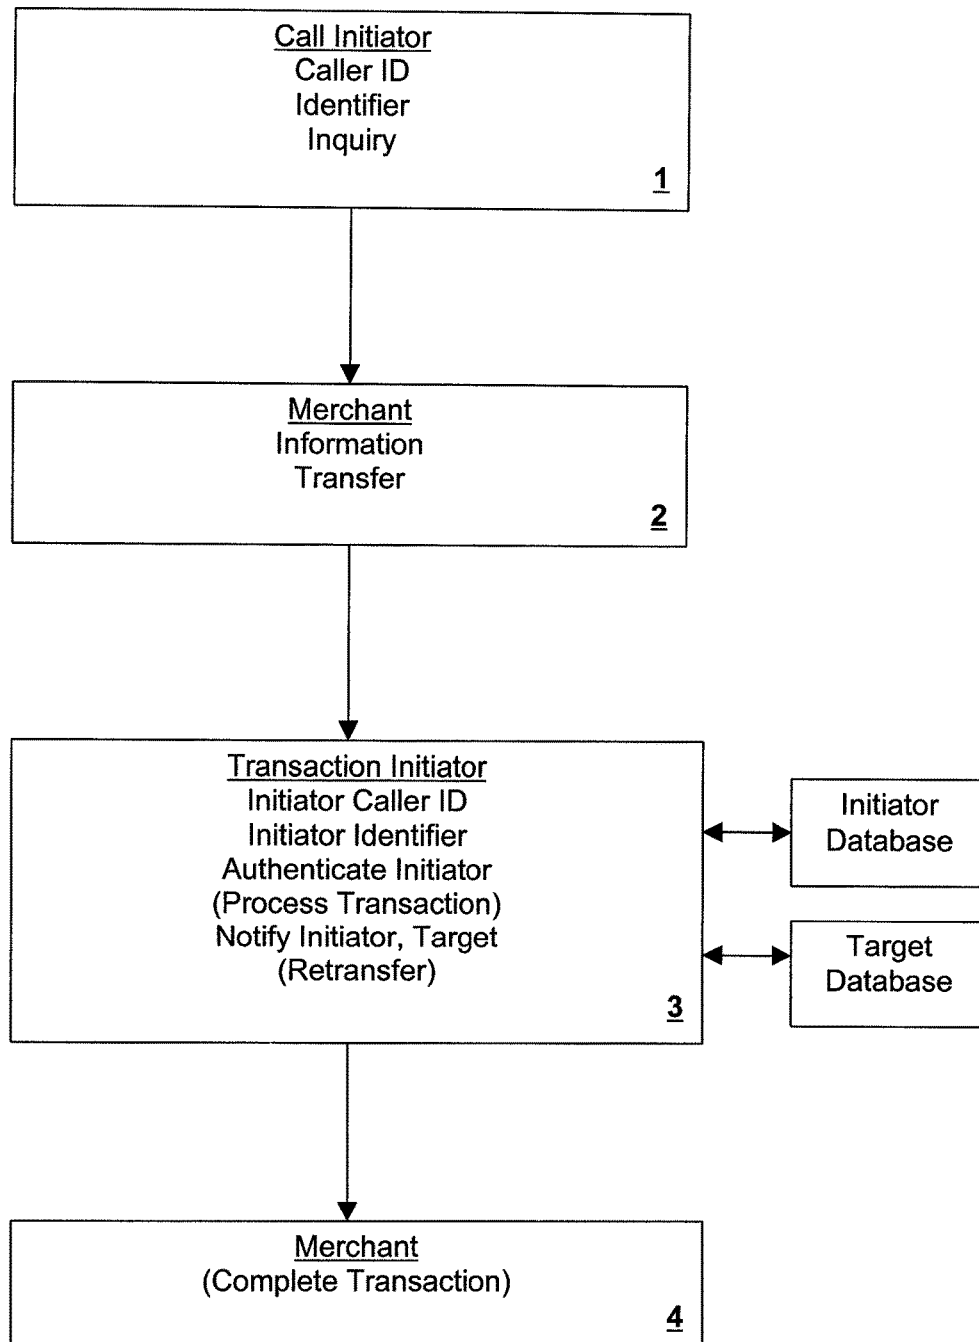 Call Initiator
Caller ID
Identifier
Inquiry
1
Merchant
Information
Transfer
2
Transaction Initiator
Initiator Caller ID
Initiator Identifier
Authenticate Initiator
(Process Transaction)
Notify Initiator, Target
(Retransfer)
3
Initiator
Database
Target
Database
Merchant
(Complete Transaction)
4